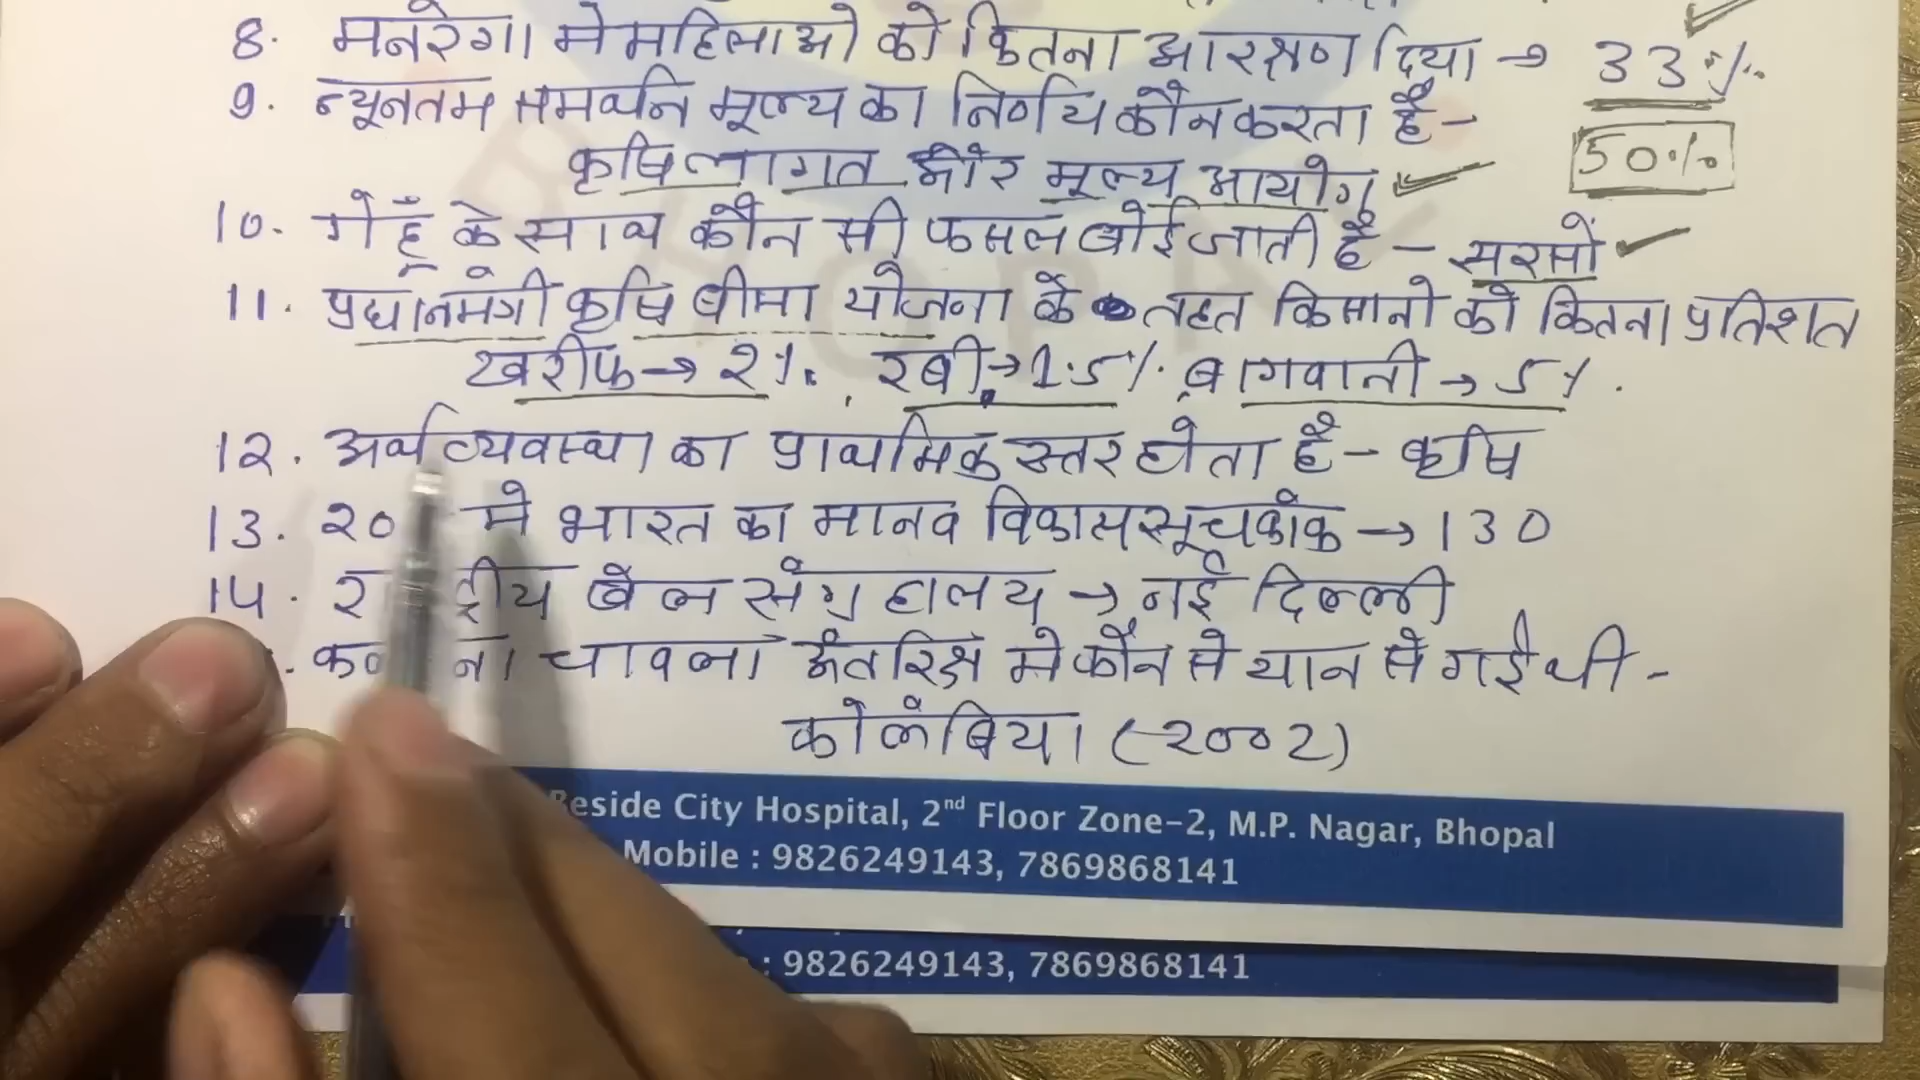 8. मनरेगा मे महिलाओ को कितना आरक्षण दिया → 33%
9. न्यूनतम समर्थन मूल्य का निर्णय कौन करता है-
50%
कृषि लागत और मूल्य आयोग
10. गेहूँ के साथ कौन सी फसल बोई जाती है - सरसों
11. प्रधानमंत्री कृषि बीमा योजना के तहत किसानो को कितना प्रतिशत
खरीफ → 2%, रबी → 1.5% बागवानी → 5%.
12. अर्थव्यवस्था का प्राथमिक स्तर होता है - कृषि
13. 20 मे भारत का मानव विकास सूचकांक → 130
14. खेल संग्रहालय → नई दिल्ली
चावला अंतरिक्ष मे कौन से यान से गई थी -
कोलंबिया (2002)
Beside City Hospital, 2nd Floor Zone-2, M.P. Nagar, Bhopal
Mobile : 9826249143, 7869868141
: 9826249143, 7869868141